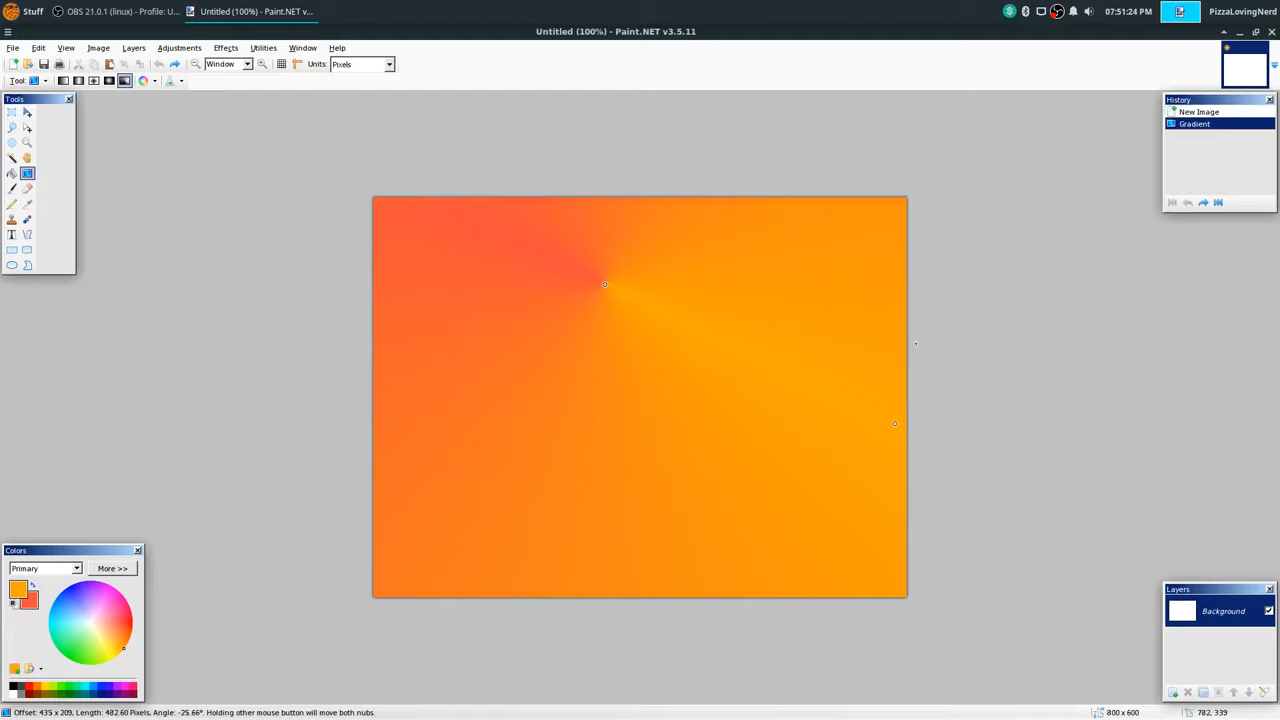 Stuff OBS 21.0.1 (linux) - Profile: U... Untitled (100%) - Paint.NET v... 07:51:24 PM PizzaLovingNerd
Untitled (100%) - Paint.NET v3.5.11
File Edit View Image Layers Adjustments Effects Utilities Window Help
Window Units: Pixels
Tool:
Tools
History
New Image
Gradient
Colors
Primary More >>
Layers
Background
Offset: 435 x 209, Length: 482.60 Pixels, Angle: -25.66°. Holding other mouse button will move both nubs. 800 x 600 782, 339